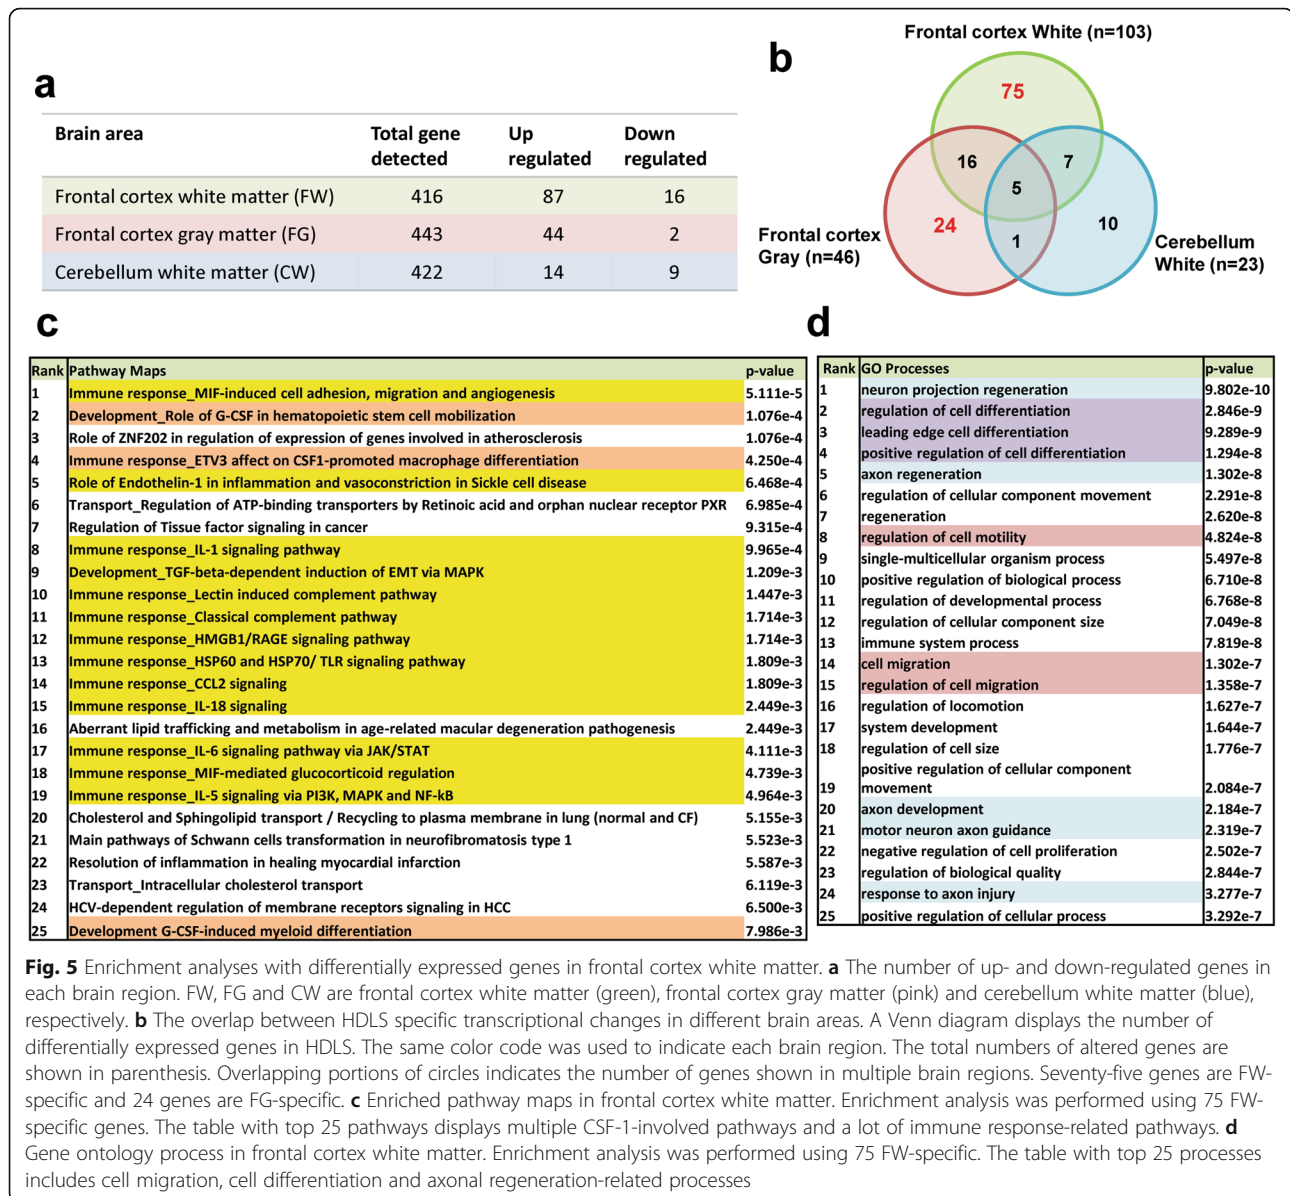 a
Brain area Total gene detected Up regulated Down regulated
Frontal cortex white matter (FW) 416 87 16
Frontal cortex gray matter (FG) 443 44 2
Cerebellum white matter (CW) 422 14 9
b
Frontal cortex White (n=103)
75
16
7
5
24
1
10
Frontal cortex
Gray (n=46)
Cerebellum
White (n=23)
c
Rank Pathway Maps p-value
1 Immune response_MIF-induced cell adhesion, migration and angiogenesis 5.111e-5
2 Development_Role of G-CSF in hematopoietic stem cell mobilization 1.076e-4
3 Role of ZNF202 in regulation of expression of genes involved in atherosclerosis 1.076e-4
4 Immune response_ETV3 affect on CSF1-promoted macrophage differentiation 4.250e-4
5 Role of Endothelin-1 in inflammation and vasoconstriction in Sickle cell disease 6.468e-4
6 Transport_Regulation of ATP-binding transporters by Retinoic acid and orphan nuclear receptor PXR 6.985e-4
7 Regulation of Tissue factor signaling in cancer 9.315e-4
8 Immune response_IL-1 signaling pathway 9.965e-4
9 Development_TGF-beta-dependent induction of EMT via MAPK 1.209e-3
10 Immune response_Lectin induced complement pathway 1.447e-3
11 Immune response_Classical complement pathway 1.714e-3
12 Immune response_HMGB1/RAGE signaling pathway 1.714e-3
13 Immune response_HSP60 and HSP70/ TLR signaling pathway 1.809e-3
14 Immune response_CCL2 signaling 1.809e-3
15 Immune response_IL-18 signaling 2.449e-3
16 Aberrant lipid trafficking and metabolism in age-related macular degeneration pathogenesis 2.449e-3
17 Immune response_IL-6 signaling pathway via JAK/STAT 4.111e-3
18 Immune response_MIF-mediated glucocorticoid regulation 4.739e-3
19 Immune response_IL-5 signaling via PI3K, MAPK and NF-kB 4.964e-3
20 Cholesterol and Sphingolipid transport / Recycling to plasma membrane in lung (normal and CF) 5.155e-3
21 Main pathways of Schwann cells transformation in neurofibromatosis type 1 5.523e-3
22 Resolution of inflammation in healing myocardial infarction 5.587e-3
23 Transport_Intracellular cholesterol transport 6.119e-3
24 HCV-dependent regulation of membrane receptors signaling in HCC 6.500e-3
25 Development G-CSF-induced myeloid differentiation 7.986e-3
d
Rank GO Processes p-value
1 neuron projection regeneration 9.802e-10
2 regulation of cell differentiation 2.846e-9
3 leading edge cell differentiation 9.289e-9
4 positive regulation of cell differentiation 1.294e-8
5 axon regeneration 1.302e-8
6 regulation of cellular component movement 2.291e-8
7 regeneration 2.620e-8
8 regulation of cell motility 4.824e-8
9 single-multicellular organism process 5.497e-8
10 positive regulation of biological process 6.710e-8
11 regulation of developmental process 6.768e-8
12 regulation of cellular component size 7.049e-8
13 immune system process 7.819e-8
14 cell migration 1.302e-7
15 regulation of cell migration 1.358e-7
16 regulation of locomotion 1.627e-7
17 system development 1.644e-7
18 regulation of cell size 1.776e-7
positive regulation of cellular component
19 movement 2.084e-7
20 axon development 2.184e-7
21 motor neuron axon guidance 2.319e-7
22 negative regulation of cell proliferation 2.502e-7
23 regulation of biological quality 2.844e-7
24 response to axon injury 3.277e-7
25 positive regulation of cellular process 3.292e-7
Fig. 5 Enrichment analyses with differentially expressed genes in frontal cortex white matter. a The number of up- and down-regulated genes in
each brain region. FW, FG and CW are frontal cortex white matter (green), frontal cortex gray matter (pink) and cerebellum white matter (blue),
respectively. b The overlap between HDLS specific transcriptional changes in different brain areas. A Venn diagram displays the number of
differentially expressed genes in HDLS. The same color code was used to indicate each brain region. The total numbers of altered genes are
shown in parenthesis. Overlapping portions of circles indicates the number of genes shown in multiple brain regions. Seventy-five genes are FW-
specific and 24 genes are FG-specific. c Enriched pathway maps in frontal cortex white matter. Enrichment analysis was performed using 75 FW-
specific genes. The table with top 25 pathways displays multiple CSF-1-involved pathways and a lot of immune response-related pathways. d
Gene ontology process in frontal cortex white matter. Enrichment analysis was performed using 75 FW-specific. The table with top 25 processes
includes cell migration, cell differentiation and axonal regeneration-related processes